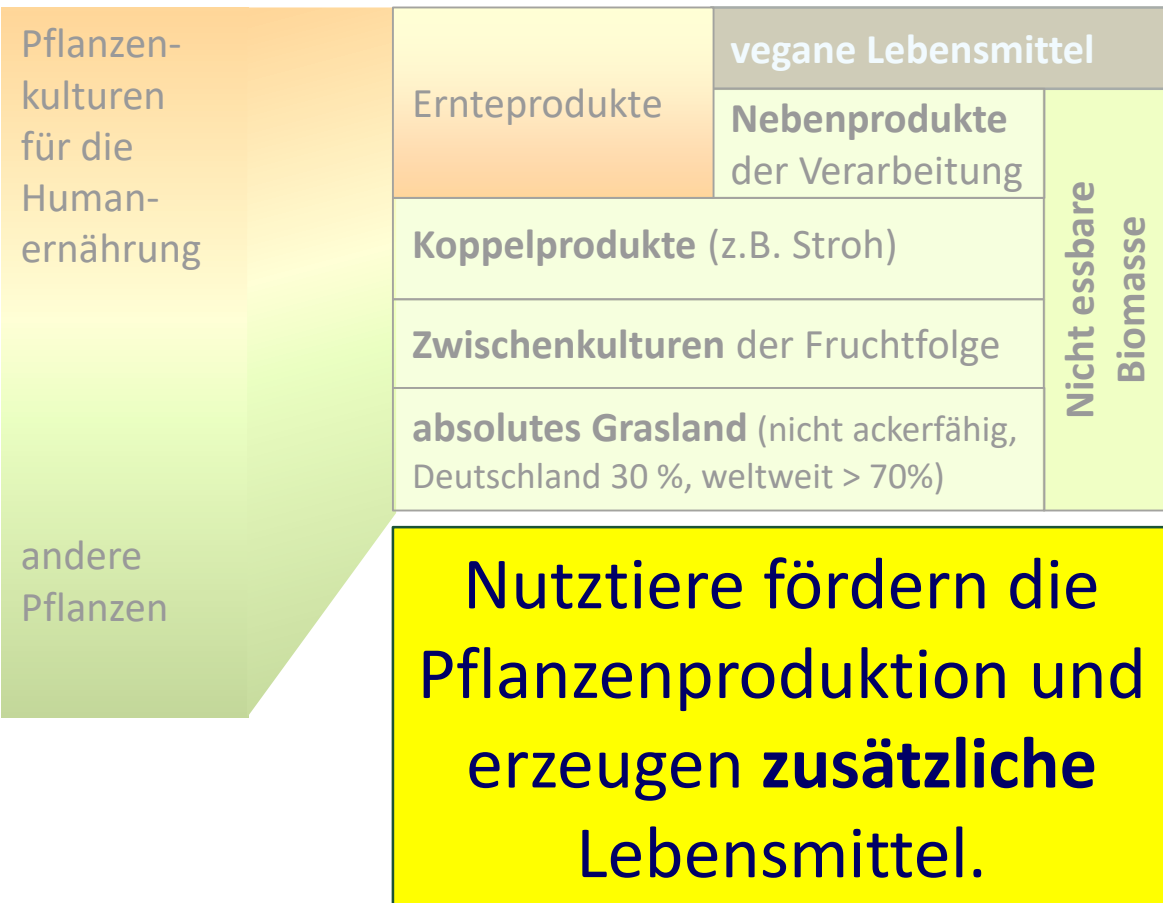 Pflanzen-
kulturen
für die
Human-
ernährung
andere
Pflanzen
Ernteprodukte
vegane Lebensmittel
Nebenprodukte
der Verarbeitung
Koppelprodukte (z.B. Stroh)
Zwischenkulturen der Fruchtfolge
absolutes Grasland (nicht ackerfähig,
Deutschland 30 %, weltweit > 70%)
Nicht essbare
Biomasse
Nutztiere fördern die
Pflanzenproduktion und
erzeugen zusätzliche
Lebensmittel.